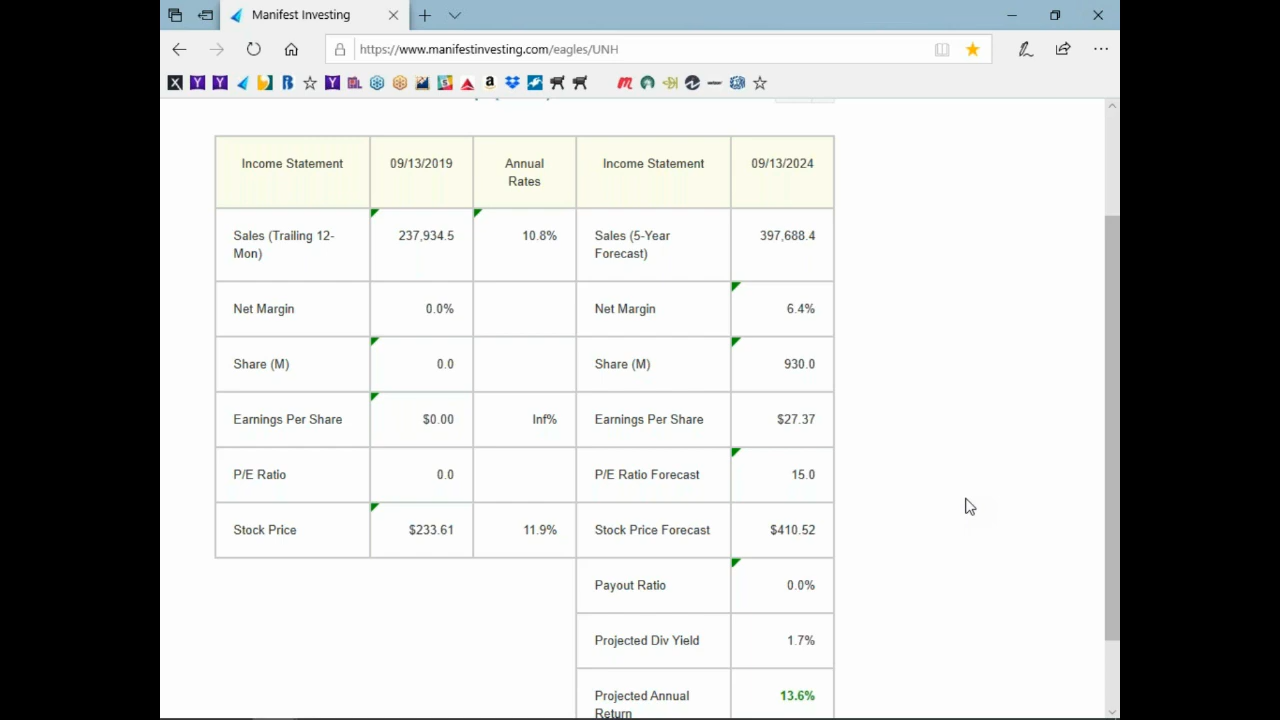 Manifest Investing
https://www.manifestinvesting.com/eagles/UNH
Income Statement 09/13/2019 Annual Rates Income Statement 09/13/2024
Sales (Trailing 12-Mon) 237,934.5 10.8% Sales (5-Year Forecast) 397,688.4
Net Margin 0.0% Net Margin 6.4%
Share (M) 0.0 Share (M) 930.0
Earnings Per Share $0.00 Inf% Earnings Per Share $27.37
P/E Ratio 0.0 P/E Ratio Forecast 15.0
Stock Price $233.61 11.9% Stock Price Forecast $410.52
Payout Ratio 0.0%
Projected Div Yield 1.7%
Projected Annual Return 13.6%